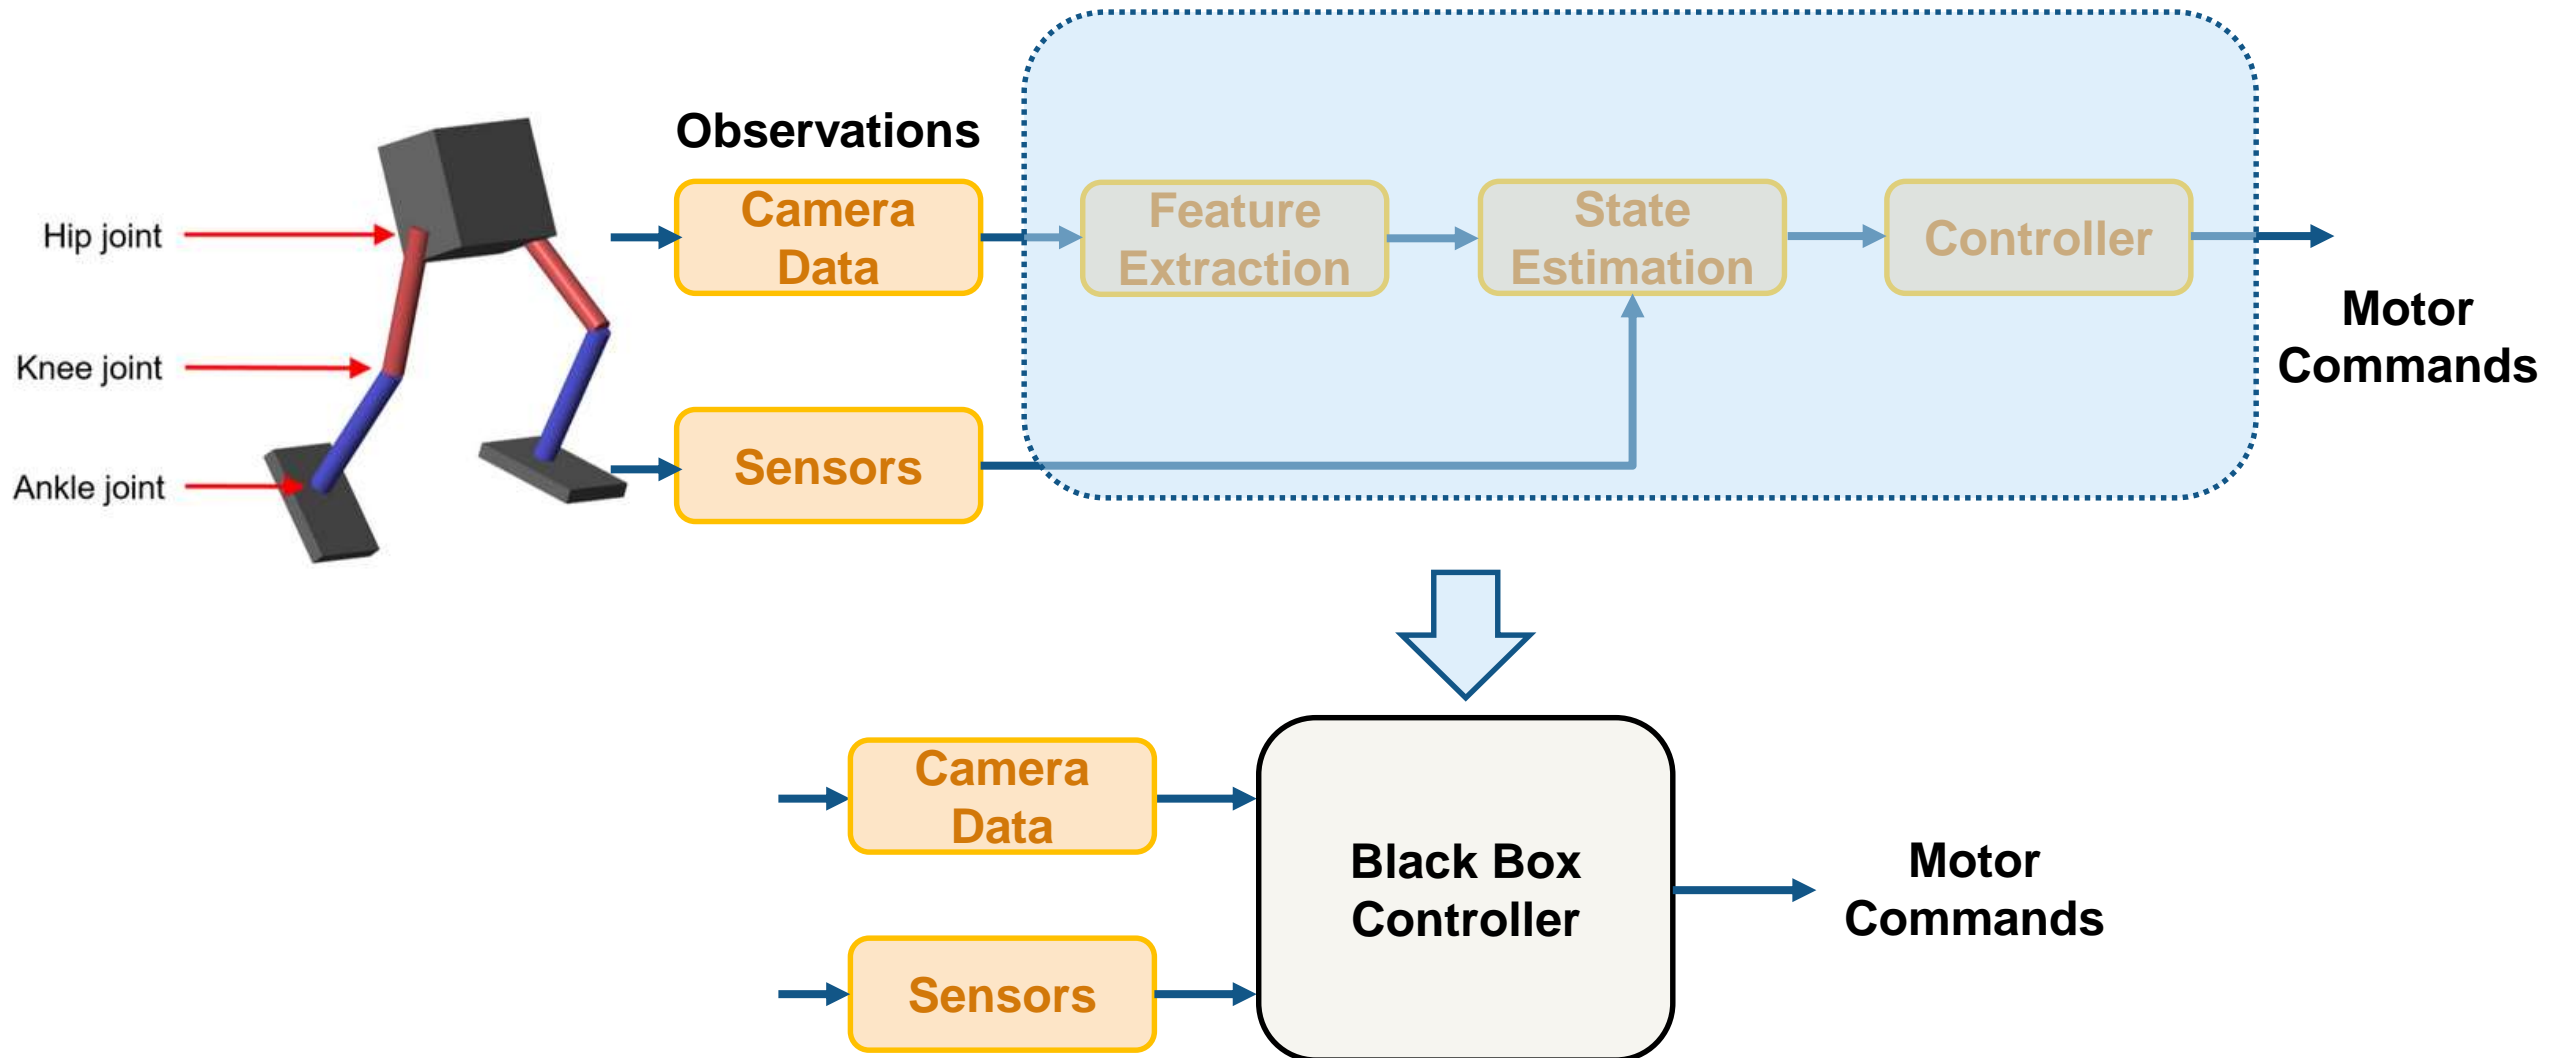 Observations
Camera
Data
Feature
Extraction
State
Estimation
Controller
Hip joint
Knee joint
Ankle joint
Sensors
Motor
Commands
Camera
Data
Sensors
Black Box
Controller
Motor
Commands